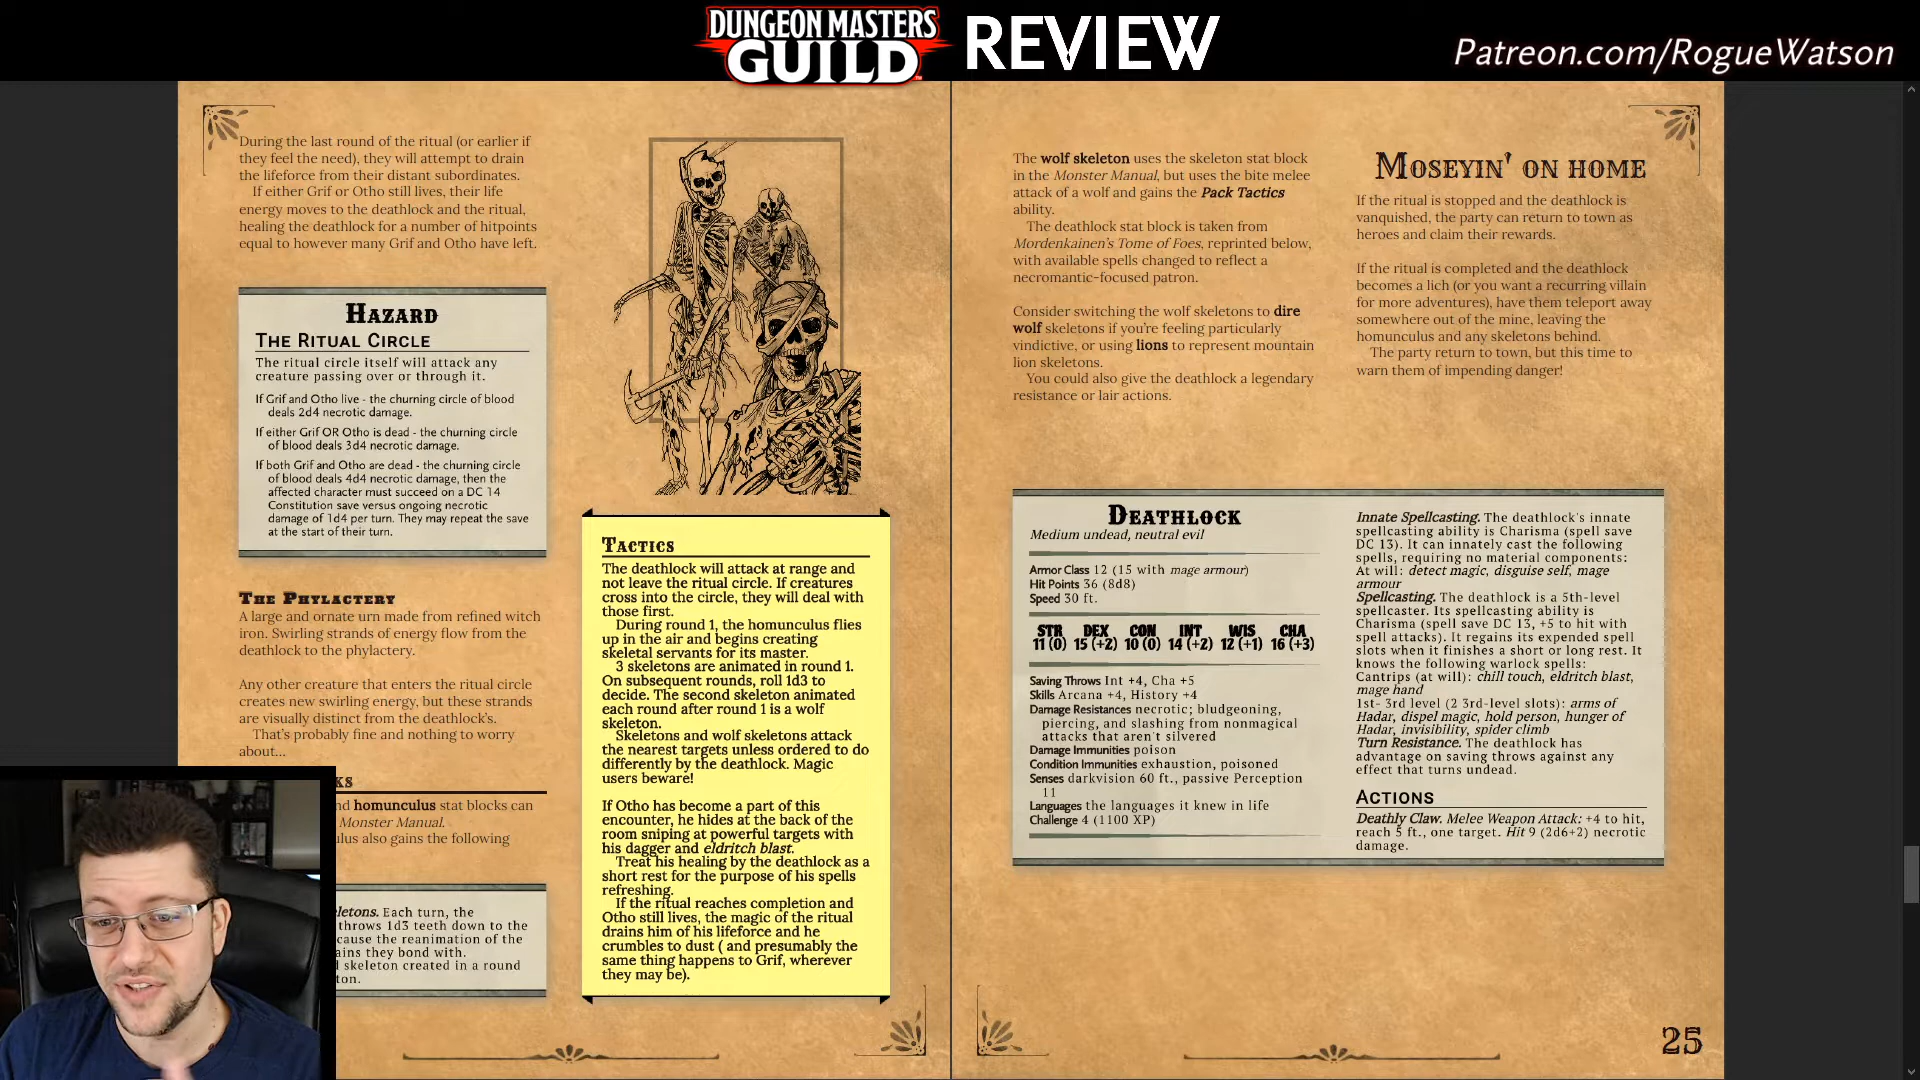 DUNGEON MASTERS
GUILD
REVIEW
Patreon.com/RogueWatson
During the last round of the ritual (or earlier if
they feel the need), they will attempt to drain
the lifeforce from their distant subordinates.
If either Grif or Otho still lives, their life
energy moves to the deathlock and the ritual,
healing the deathlock for a number of hitpoints
equal to however many Grif and Otho have left.
HAZARD
THE RITUAL CIRCLE
The ritual circle itself will attack any
creature passing over or through it.
If Grif and Otho live - the churning circle of blood
deals 2d4 necrotic damage.
If either Grif OR Otho is dead - the churning circle
of blood deals 3d4 necrotic damage.
If both Grif and Otho are dead - the churning circle
of blood deals 4d4 necrotic damage, then the
affected character must succeed on a DC 14
Constitution save versus ongoing necrotic
damage of 1d4 per turn. They may repeat the save
at the start of their turn.
THE PHYLACTERY
A large and ornate urn made from refined witch
iron. Swirling strands of energy flow from the
deathlock to the phylactery.
Any other creature that enters the ritual circle
creates new swirling energy, but these strands
are visually distinct from the deathlock's.
That's probably fine and nothing to worry
about...
KS
nd homunculus stat blocks can
Monster Manual.
ulus also gains the following
letons. Each turn, the
throws 1d3 teeth down to the
cause the reanimation of the
ains they bond with.
d skeleton created in a round
ton.
TACTICS
The deathlock will attack at range and
not leave the ritual circle. If creatures
cross into the circle, they will deal with
those first.
During round 1, the homunculus flies
up in the air and begins creating
skeletal servants for its master.
3 skeletons are animated in round 1.
On subsequent rounds, roll 1d3 to
decide. The second skeleton animated
each round after round 1 is a wolf
skeleton.
Skeletons and wolf skeletons attack
the nearest targets unless ordered to do
differently by the deathlock. Magic
users beware!
If Otho has become a part of this
encounter, he hides at the back of the
room sniping at powerful targets with
his dagger and eldritch blast.
Treat his healing by the deathlock as a
short rest for the purpose of his spells
refreshing.
If the ritual reaches completion and
Otho still lives, the magic of the ritual
drains him of his lifeforce and he
crumbles to dust ( and presumably the
same thing happens to Grif, wherever
they may be).
The wolf skeleton uses the skeleton stat block
in the Monster Manual, but uses the bite melee
attack of a wolf and gains the Pack Tactics
ability.
The deathlock stat block is taken from
Mordenkainen's Tome of Foes, reprinted below,
with available spells changed to reflect a
necromantic-focused patron.
Consider switching the wolf skeletons to dire
wolf skeletons if you're feeling particularly
vindictive, or using lions to represent mountain
lion skeletons.
You could also give the deathlock a legendary
resistance or lair actions.
MOSEYIN' ON HOME
If the ritual is stopped and the deathlock is
vanquished, the party can return to town as
heroes and claim their rewards.
If the ritual is completed and the deathlock
becomes a lich (or you want a recurring villain
for more adventures), have them teleport away
somewhere out of the mine, leaving the
homunculus and any skeletons behind.
The party return to town, but this time to
warn them of impending danger!
DEATHLOCK
Medium undead, neutral evil
Armor Class 12 (15 with mage armour)
Hit Points 36 (8d8)
Speed 30 ft.
STR DEX CON INT WIS CHA
11 (0) 15 (+2) 10 (0) 14 (+2) 12 (+1) 16 (+3)
Saving Throws Int +4, Cha +5
Skills Arcana +4, History +4
Damage Resistances necrotic; bludgeoning,
piercing, and slashing from nonmagical
attacks that aren't silvered
Damage Immunities poison
Condition Immunities exhaustion, poisoned
Senses darkvision 60 ft., passive Perception
11
Languages the languages it knew in life
Challenge 4 (1100 XP)
Innate Spellcasting. The deathlock's innate
spellcasting ability is Charisma (spell save
DC 13). It can innately cast the following
spells, requiring no material components:
At will: detect magic, disguise self, mage
armour
Spellcasting. The deathlock is a 5th-level
spellcaster. Its spellcasting ability is
Charisma (spell save DC 13, +5 to hit with
spell attacks). It regains its expended spell
slots when it finishes a short or long rest. It
knows the following warlock spells:
Cantrips (at will): chill touch, eldritch blast,
mage hand
1st- 3rd level (2 3rd-level slots): arms of
Hadar, dispel magic, hold person, hunger of
Hadar, invisibility, spider climb
Turn Resistance. The deathlock has
advantage on saving throws against any
effect that turns undead.
ACTIONS
Deathly Claw. Melee Weapon Attack: +4 to hit,
reach 5 ft., one target. Hit 9 (2d6+2) necrotic
damage.
25